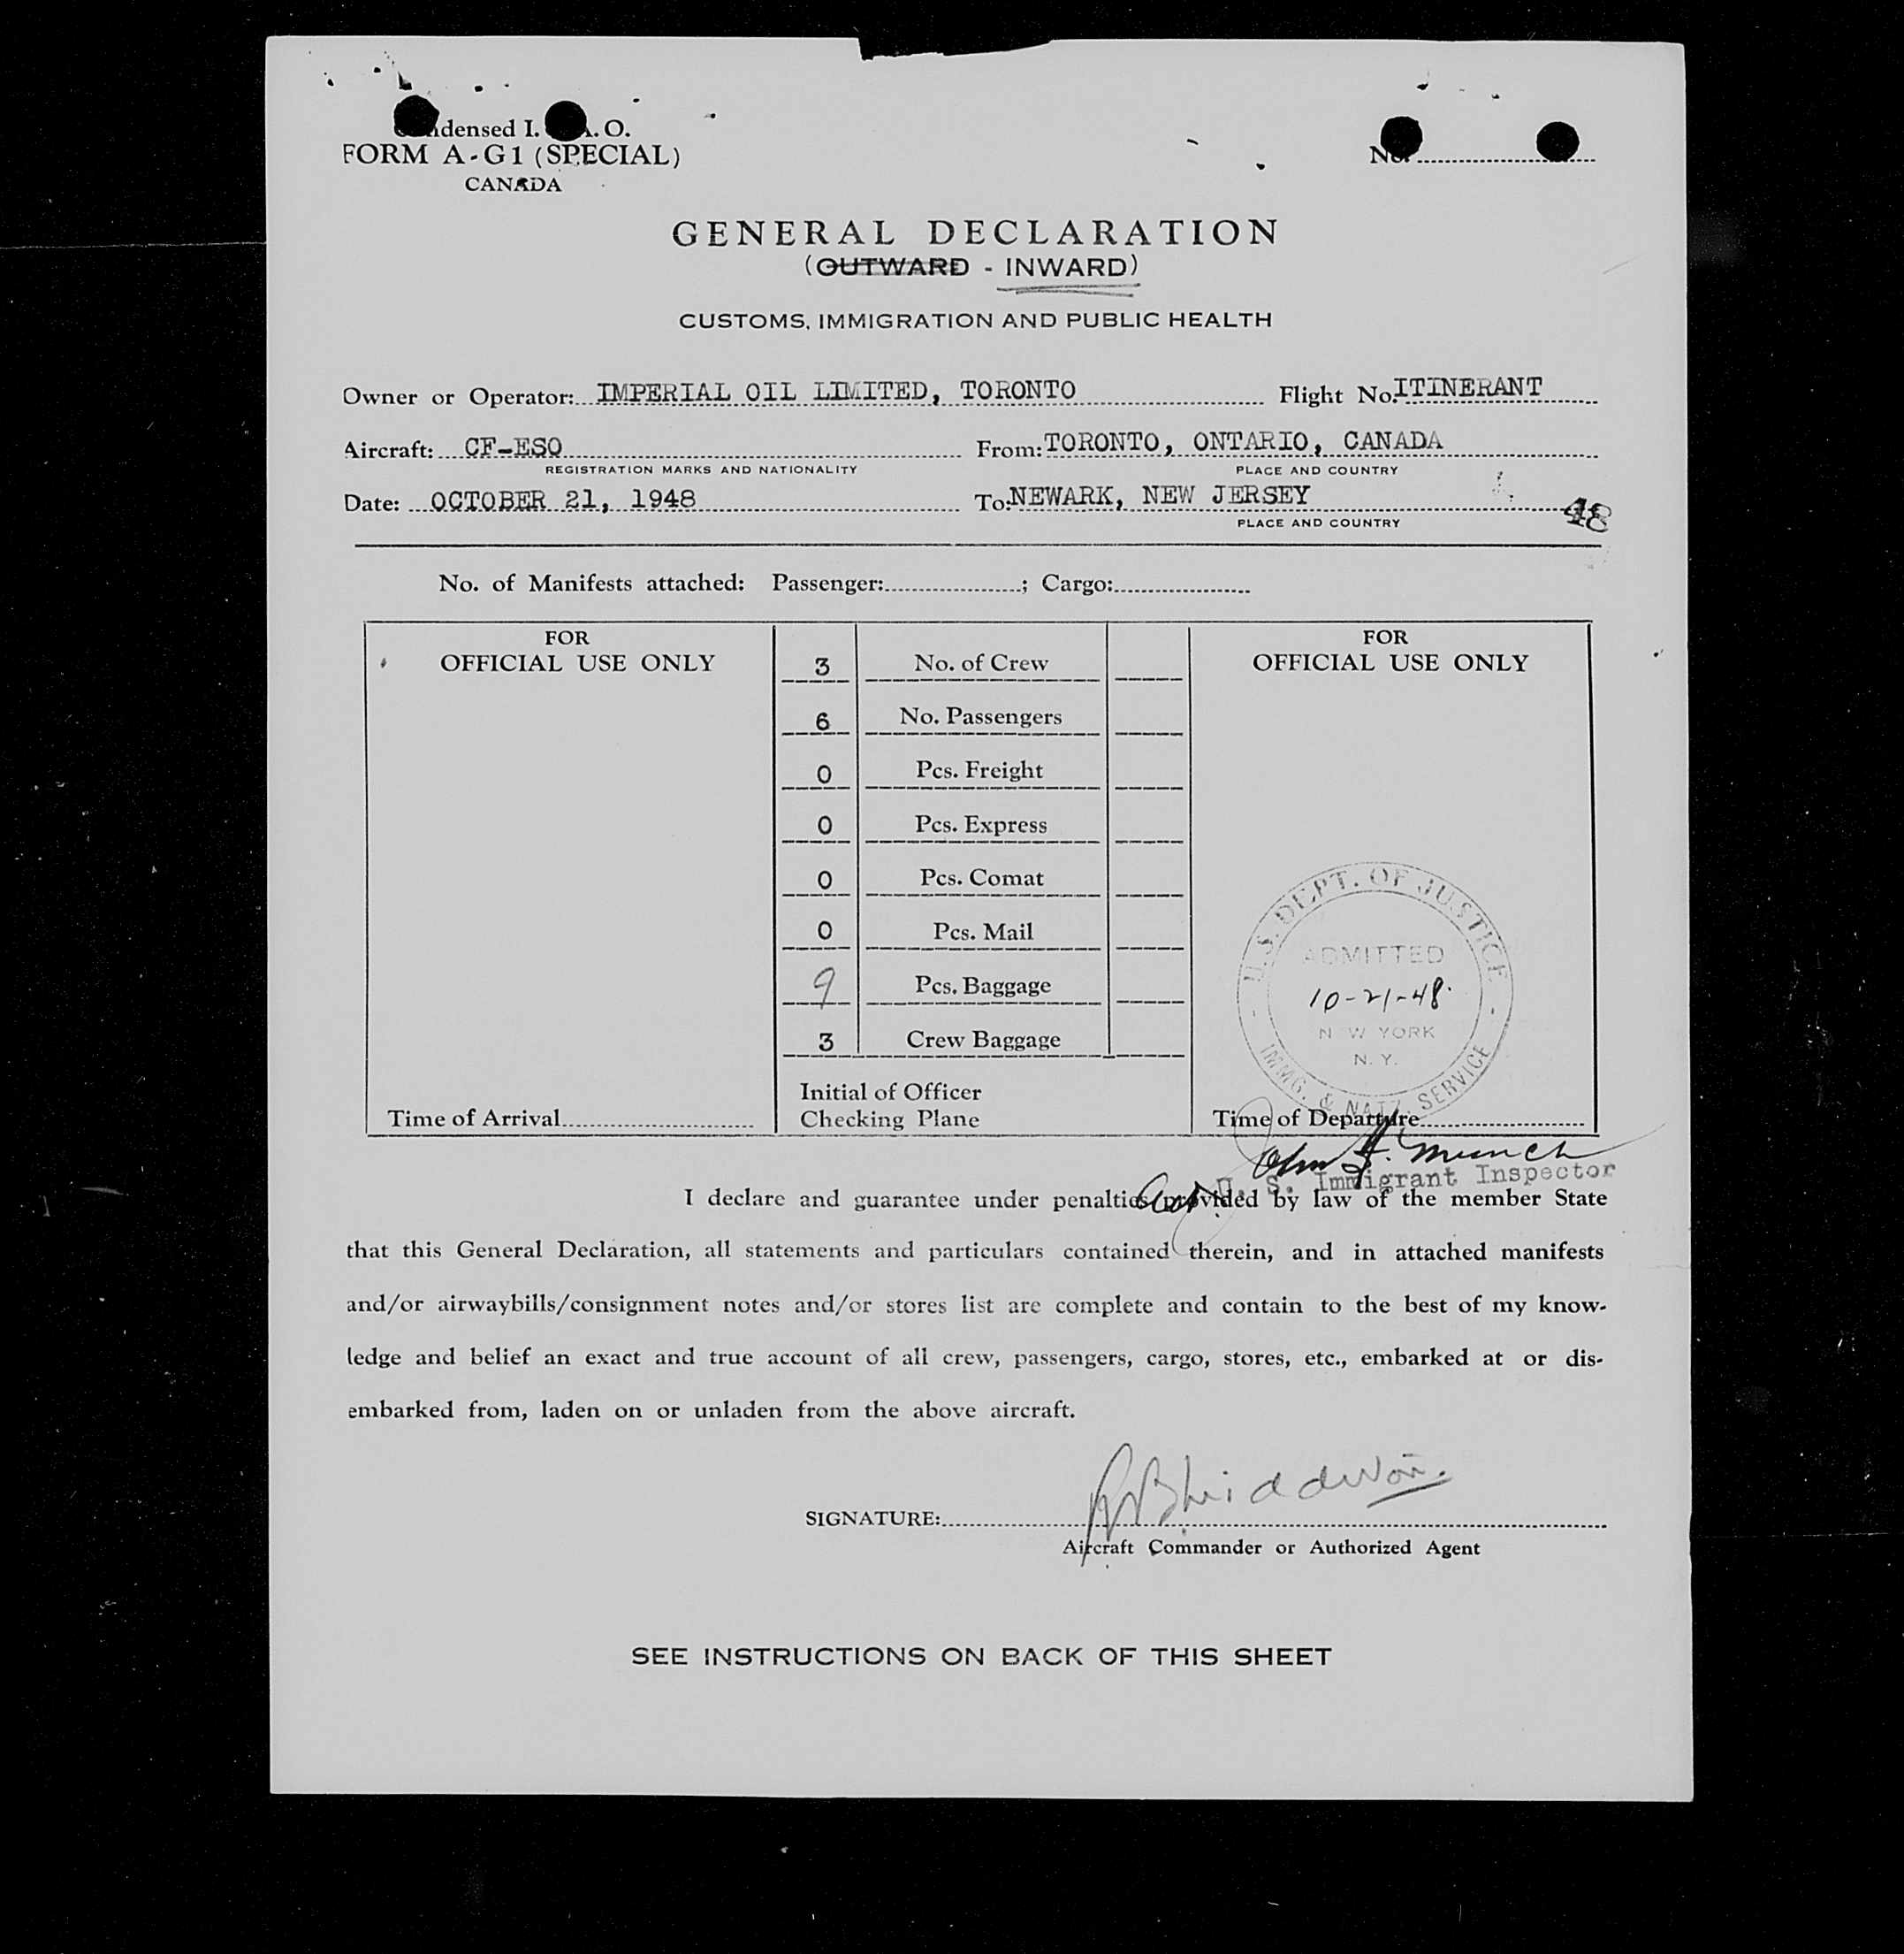 Condensed I. C. A. O.
FORM A-G1 (SPECIAL)
CANADA
No.
GENERAL DECLARATION
(OUTWARD - INWARD)
CUSTOMS, IMMIGRATION AND PUBLIC HEALTH
Owner or Operator: IMPERIAL OIL LIMITED, TORONTO Flight No. ITINERANT
Aircraft: CF-ESO From: TORONTO, ONTARIO, CANADA
REGISTRATION MARKS AND NATIONALITY PLACE AND COUNTRY
Date: OCTOBER 21, 1948 To: NEWARK, NEW JERSEY 48
PLACE AND COUNTRY
No. of Manifests attached: Passenger: ; Cargo:
FOR
OFFICIAL USE ONLY
3 No. of Crew
6 No. Passengers
0 Pcs. Freight
0 Pcs. Express
0 Pcs. Comat
0 Pcs. Mail
9 Pcs. Baggage
3 Crew Baggage
Time of Arrival
Initial of Officer
Checking Plane
FOR
OFFICIAL USE ONLY
U.S. DEPT. OF JUSTICE
ADMITTED
10-21-48
NEW YORK
N. Y.
IMMG. & NATZ. SERVICE
Time of Departure
John J. Muench
U. S. Immigrant Inspector
I declare and guarantee under penalties provided by law of the member State
that this General Declaration, all statements and particulars contained therein, and in attached manifests
and/or airwaybills/consignment notes and/or stores list are complete and contain to the best of my know-
ledge and belief an exact and true account of all crew, passengers, cargo, stores, etc., embarked at or dis-
embarked from, laden on or unladen from the above aircraft.
SIGNATURE:
Aircraft Commander or Authorized Agent
SEE INSTRUCTIONS ON BACK OF THIS SHEET